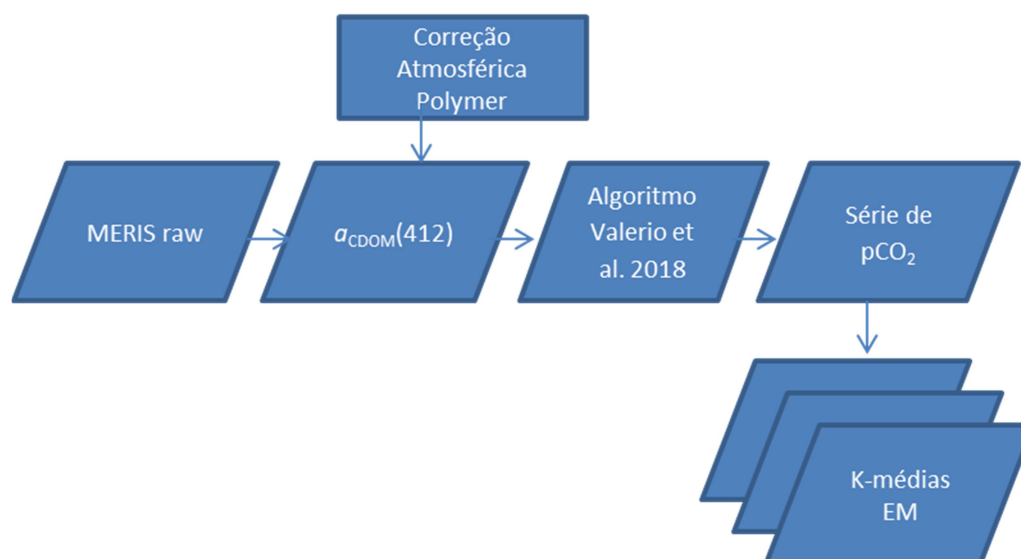 Correção
Atmosférica
Polymer
MERIS raw
aCDOM(412)
Algoritmo
Valerio et
al. 2018
Série de
pCO₂
K-médias
EM